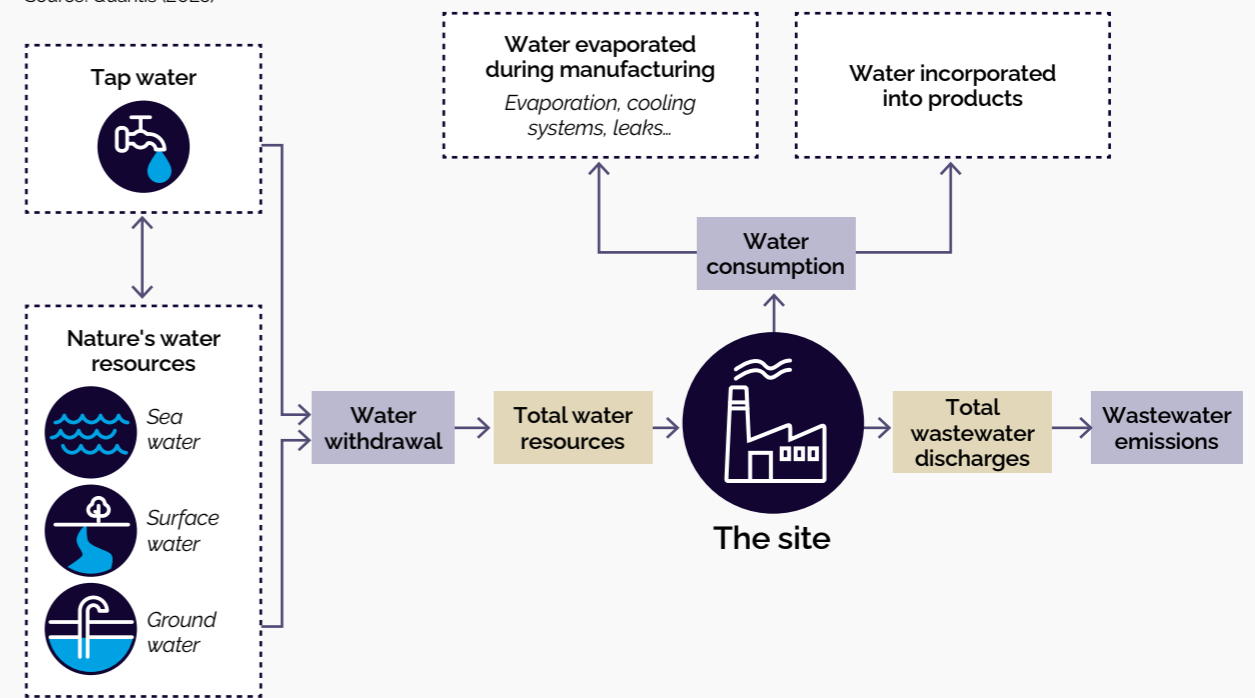 Tap water
Water evaporated
during manufacturing
Evaporation, cooling
systems, leaks…
Water incorporated
into products
Water
consumption
Nature's water
resources
Sea
water
Surface
water
Ground
water
Water
withdrawal
Total water
resources
The site
Total
wastewater
discharges
Wastewater
emissions